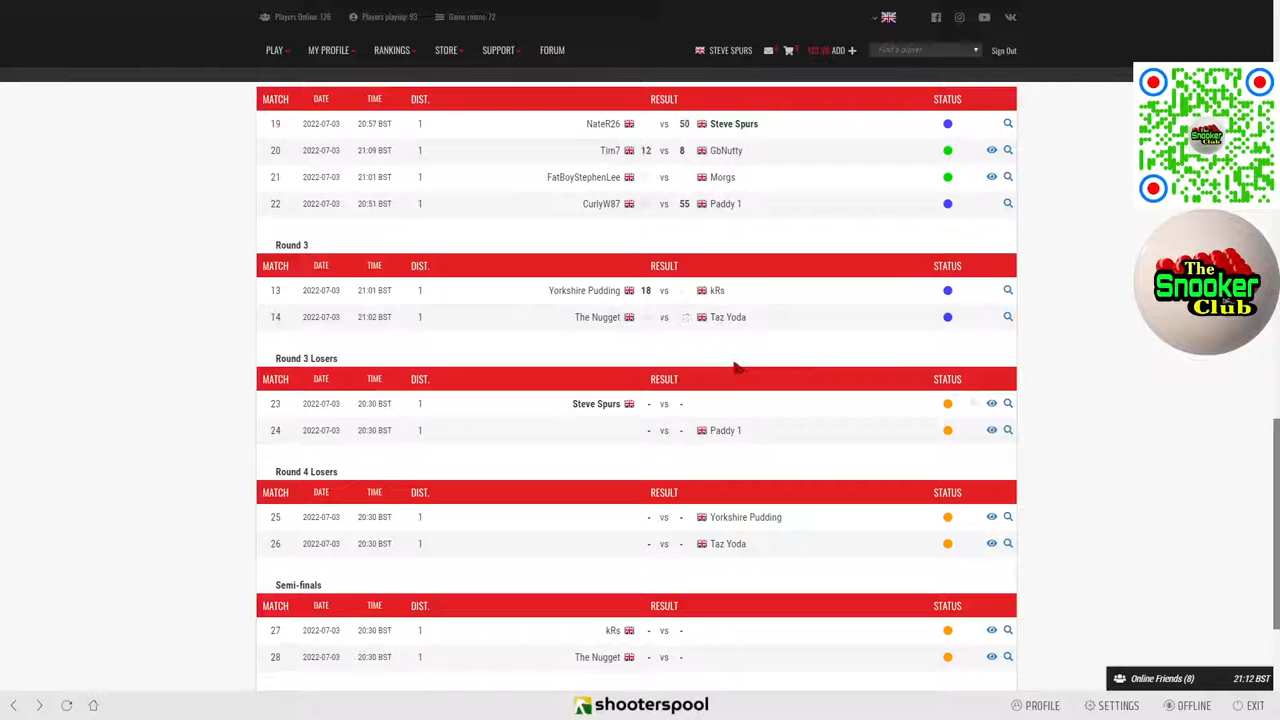 Players Online: 126 Players playing: 83 Game rooms: 72
PLAY MY PROFILE RANKINGS STORE SUPPORT FORUM STEVE SPURS ADD Find a player Sign Out
MATCH DATE TIME DIST. RESULT STATUS
19 2022-07-03 20:57 BST 1 NateR26 vs 50 Steve Spurs
20 2022-07-03 21:09 BST 1 Tim7 12 vs 8 GbNutty
21 2022-07-03 21:01 BST 1 FatBoyStephenLee vs Morgs
22 2022-07-03 20:51 BST 1 CurlyW87 vs 55 Paddy 1
Round 3
MATCH DATE TIME DIST. RESULT STATUS
13 2022-07-03 21:01 BST 1 Yorkshire Pudding 18 vs kRs
14 2022-07-03 21:02 BST 1 The Nugget vs Taz Yoda
Round 3 Losers
MATCH DATE TIME DIST. RESULT STATUS
23 2022-07-03 20:30 BST 1 Steve Spurs - vs -
24 2022-07-03 20:30 BST 1 - vs - Paddy 1
Round 4 Losers
MATCH DATE TIME DIST. RESULT STATUS
25 2022-07-03 20:30 BST 1 - vs - Yorkshire Pudding
26 2022-07-03 20:30 BST 1 - vs - Taz Yoda
Semi-finals
MATCH DATE TIME DIST. RESULT STATUS
27 2022-07-03 20:30 BST 1 kRs - vs -
28 2022-07-03 20:30 BST 1 The Nugget - vs -
The
Snooker
Club
Online Friends (8) 21:12 BST
shooterspool PROFILE SETTINGS OFFLINE EXIT